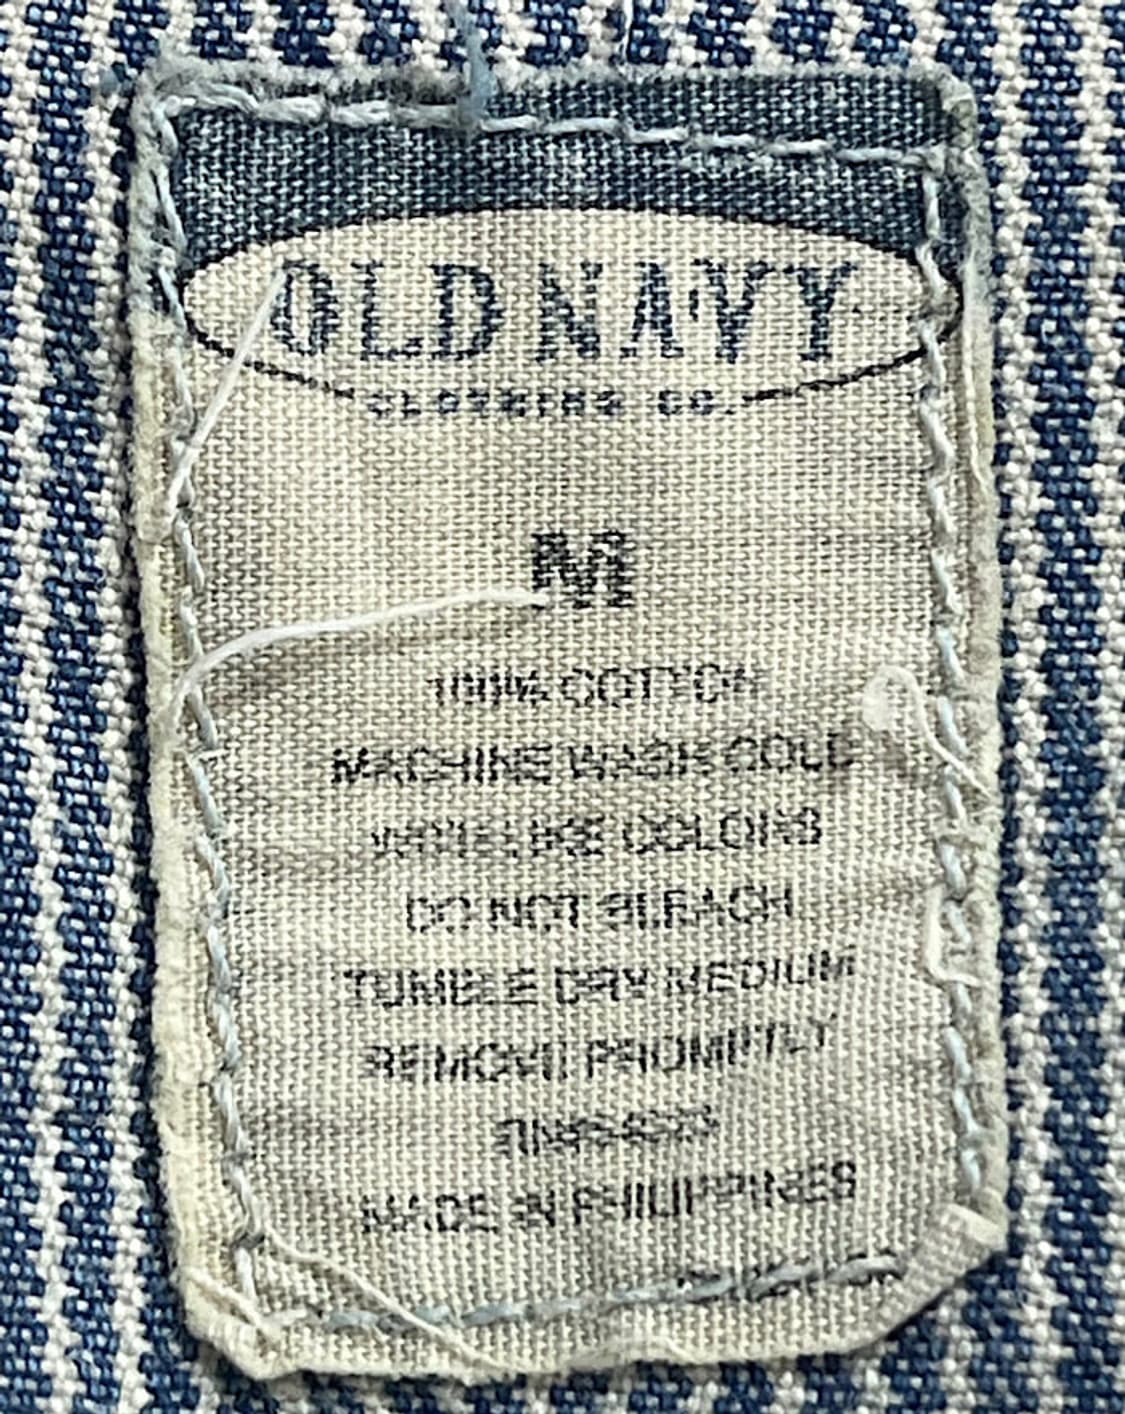 OLD NAVY
CLOTHING CO.
M
100% COTTON
MACHINE WASH COLD
WITH LIKE COLORS
DO NOT BLEACH
TUMBLE DRY MEDIUM
REMOVE PROMPTLY
MADE IN PHILIPPINES